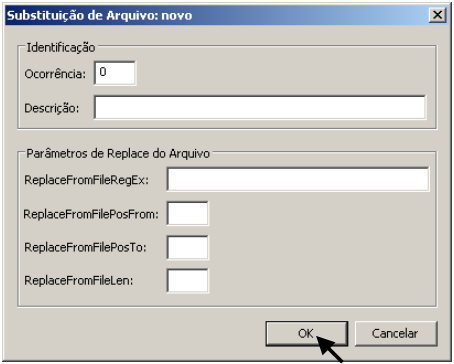 Substituição de Arquivo: novo
Identificação
Ocorrência: 0
Descrição:
Parâmetros de Replace do Arquivo
ReplaceFromFileRegEx:
ReplaceFromFilePosFrom:
ReplaceFromFilePosTo:
ReplaceFromFileLen:
OK Cancelar